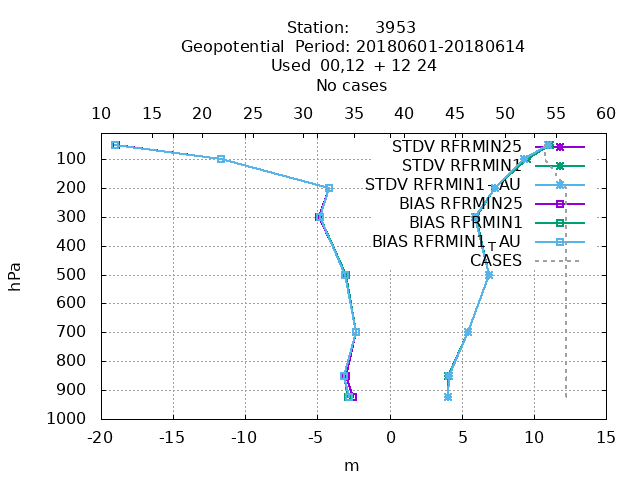 Station: 3953
Geopotential Period: 20180601-20180614
Used 00,12 + 12 24
No cases
10 15 20 25 30 35 40 45 50 55 60
STDV RFRMIN25
STDV RFRMIN1
STDV RFRMIN1_TAU
BIAS RFRMIN25
BIAS RFRMIN1
BIAS RFRMIN1_TAU
CASES
hPa
100
200
300
400
500
600
700
800
900
1000
-20 -15 -10 -5 0 5 10 15
m